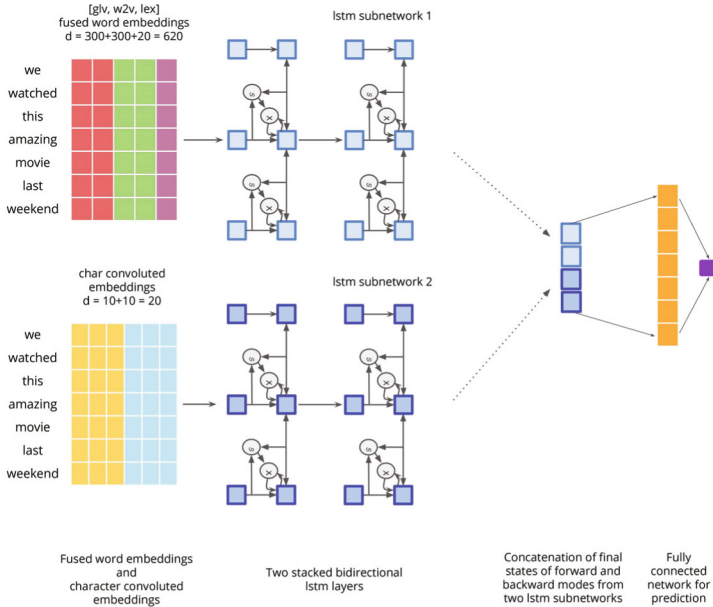 [glv, w2v, lex]
fused word embeddings
d = 300+300+20 = 620
lstm subnetwork 1
we
watched
this
amazing
movie
last
weekend
s
x
s
x
s
x
s
x
char convoluted
embeddings
d = 10+10 = 20
lstm subnetwork 2
we
watched
this
amazing
movie
last
weekend
s
x
s
x
s
x
s
x
Fused word embeddings
and
character convoluted
embeddings
Two stacked bidirectional
lstm layers
Concatenation of final
states of forward and
backward modes from
two lstm subnetworks
Fully
connected
network for
prediction